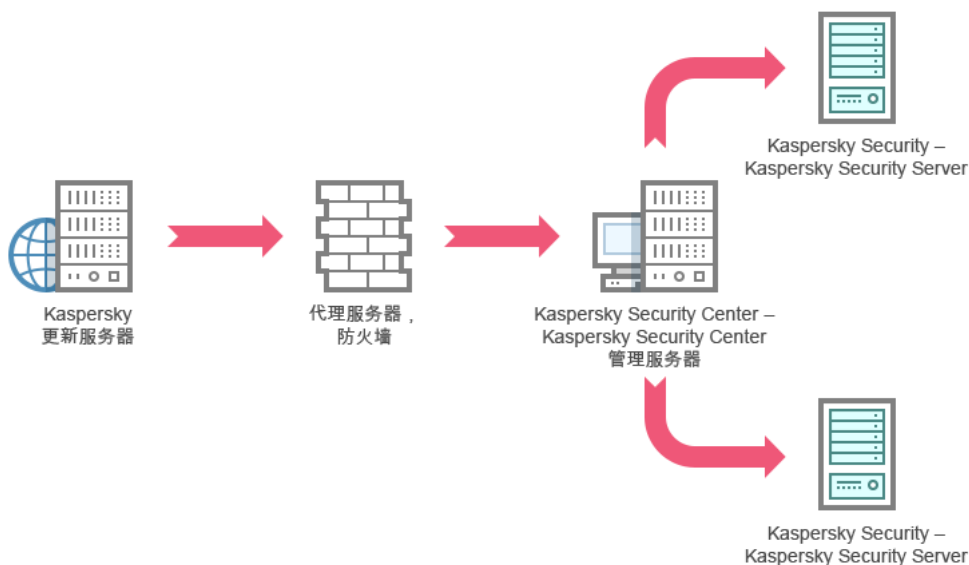 Kaspersky Security –
Kaspersky Security Server
Kaspersky
更新服务器
代理服务器，
防火墙
Kaspersky Security Center –
Kaspersky Security Center
管理服务器
Kaspersky Security –
Kaspersky Security Server